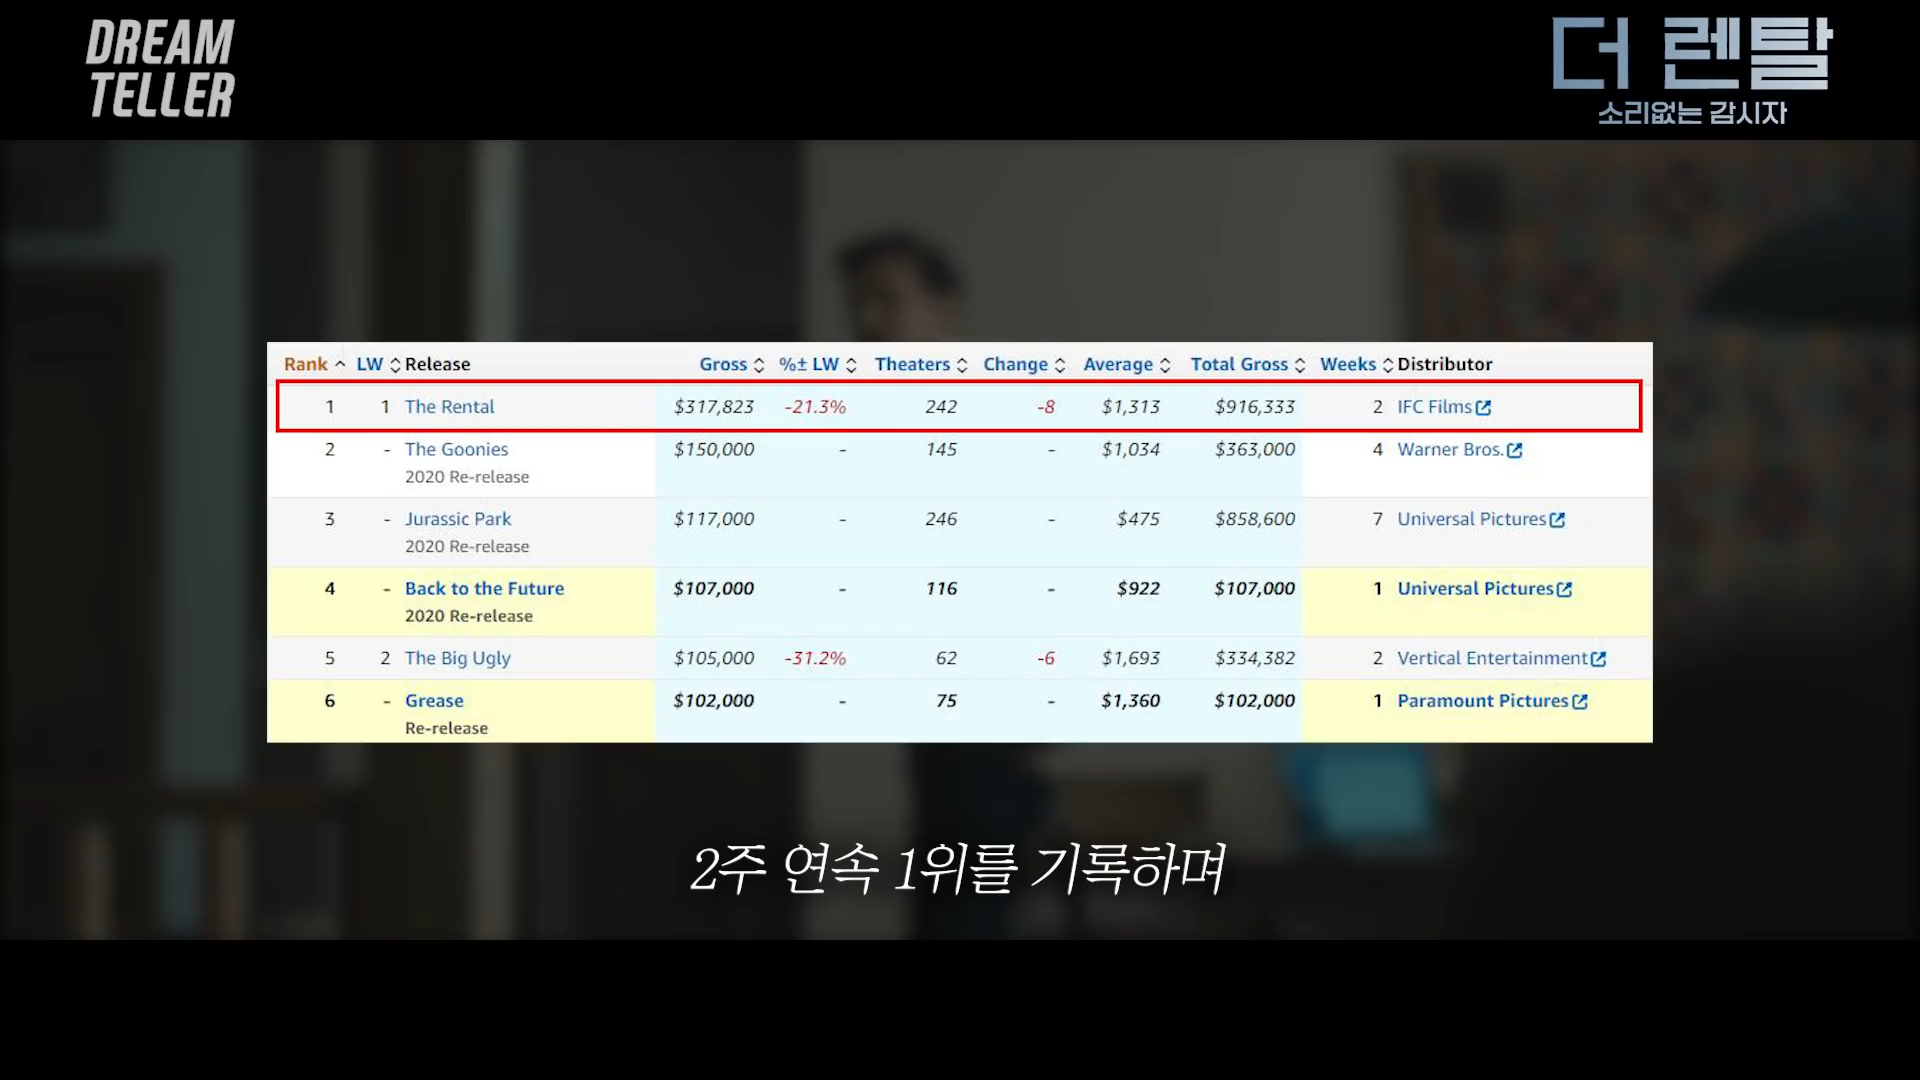 DREAM
TELLER
더 렌탈
소리없는 감시자
Rank LW Release Gross %± LW Theaters Change Average Total Gross Weeks Distributor
1 1 The Rental $317,823 -21.3% 242 -8 $1,313 $916,333 2 IFC Films
2 - The Goonies $150,000 - 145 - $1,034 $363,000 4 Warner Bros.
2020 Re-release
3 - Jurassic Park $117,000 - 246 - $475 $858,600 7 Universal Pictures
2020 Re-release
4 - Back to the Future $107,000 - 116 - $922 $107,000 1 Universal Pictures
2020 Re-release
5 2 The Big Ugly $105,000 -31.2% 62 -6 $1,693 $334,382 2 Vertical Entertainment
6 - Grease $102,000 - 75 - $1,360 $102,000 1 Paramount Pictures
Re-release
2주 연속 1위를 기록하며